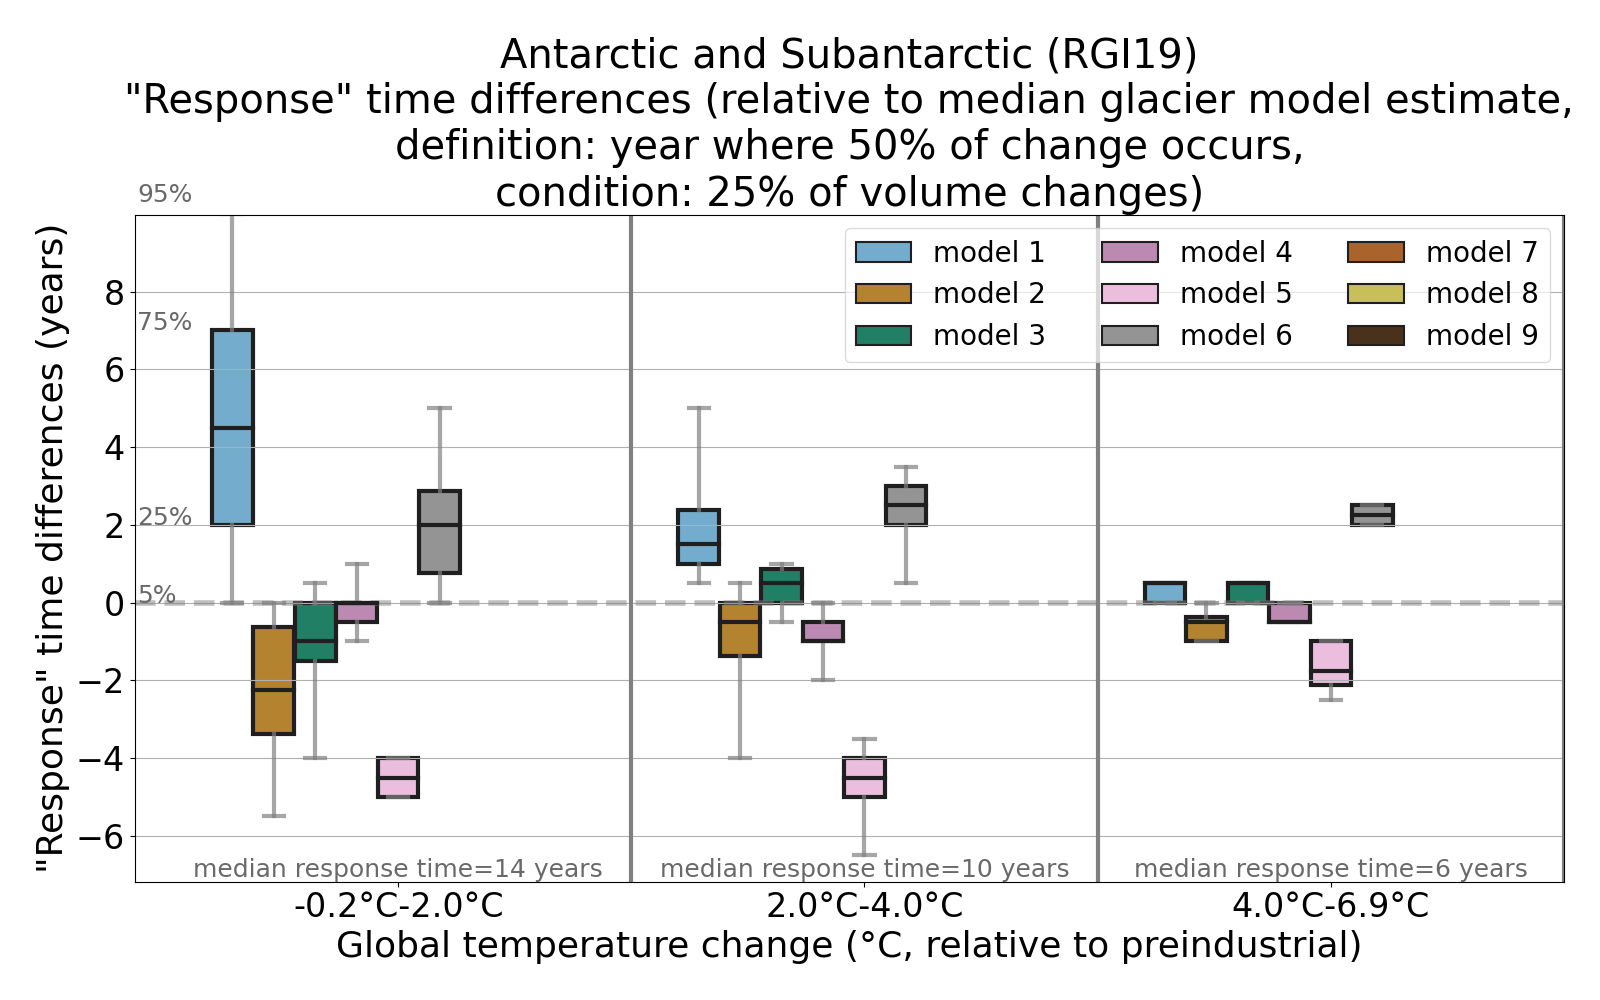 Antarctic and Subantarctic (RGI19)
"Response" time differences (relative to median glacier model estimate,
definition: year where 50% of change occurs,
condition: 25% of volume changes)
95%
75%
25%
5%
model 1
model 2
model 3
model 4
model 5
model 6
model 7
model 8
model 9
"Response" time differences (years)
8
6
4
2
0
−2
−4
−6
median response time=14 years
median response time=10 years
median response time=6 years
-0.2°C-2.0°C
2.0°C-4.0°C
4.0°C-6.9°C
Global temperature change (°C, relative to preindustrial)